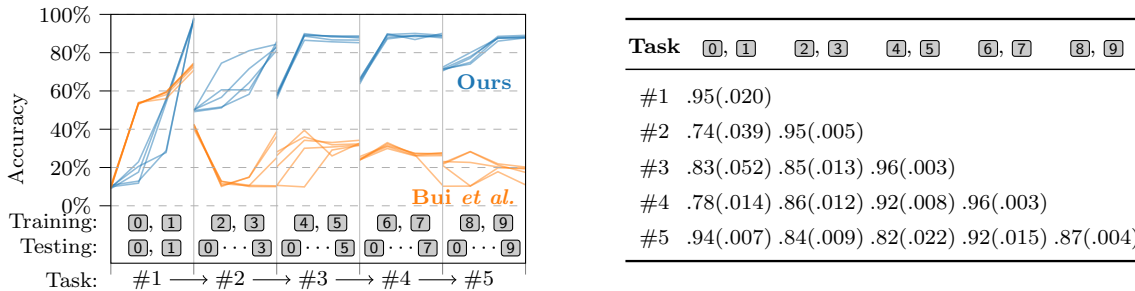 100%
80%
60%
40%
20%
0%
Accuracy
Ours
Bui et al.
Training: 0, 1 2, 3 4, 5 6, 7 8, 9
Testing: 0, 1 0 ··· 3 0 ··· 5 0 ··· 7 0 ··· 9
Task: #1 → #2 → #3 → #4 → #5
Task 0, 1 2, 3 4, 5 6, 7 8, 9
#1 .95(.020)
#2 .74(.039) .95(.005)
#3 .83(.052) .85(.013) .96(.003)
#4 .78(.014) .86(.012) .92(.008) .96(.003)
#5 .94(.007) .84(.009) .82(.022) .92(.015) .87(.004)